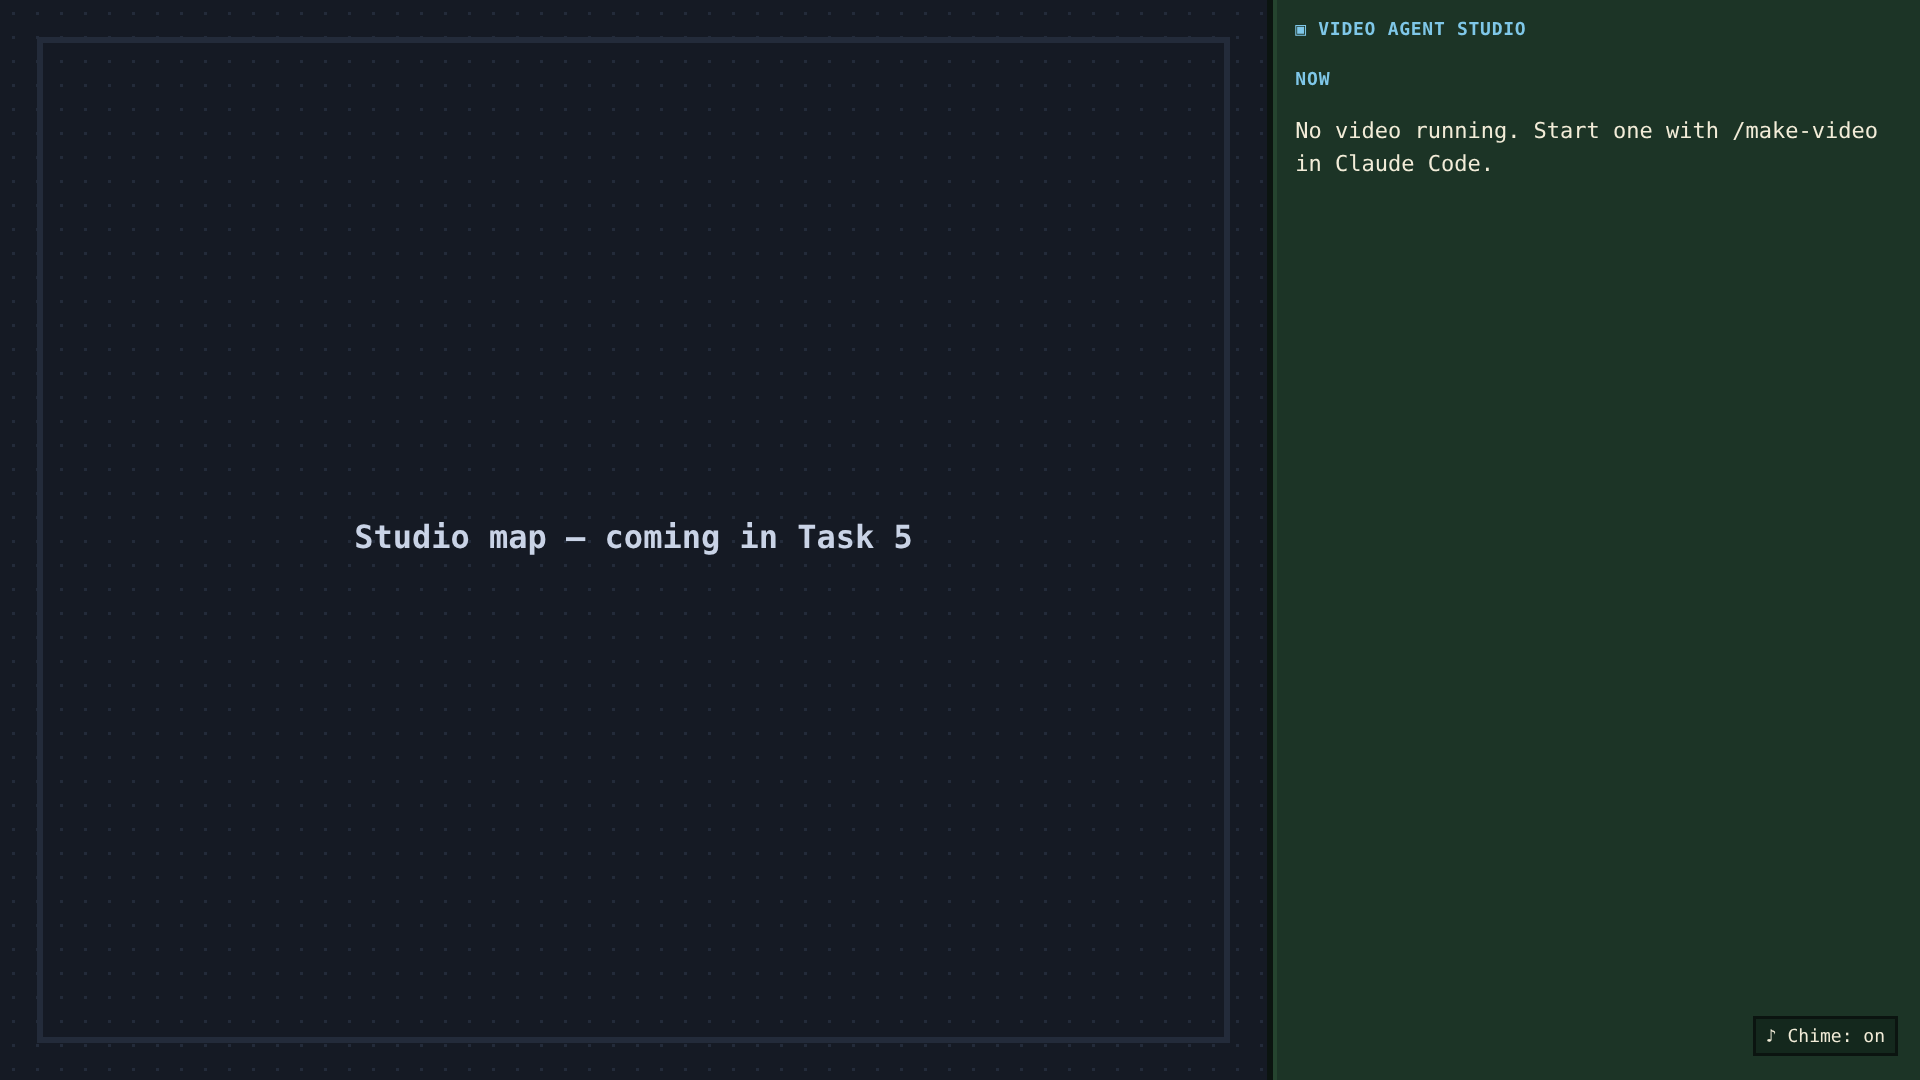 Studio map — coming in Task 5
▣ VIDEO AGENT STUDIO
NOW
No video running. Start one with /make-video
in Claude Code.
♪ Chime: on